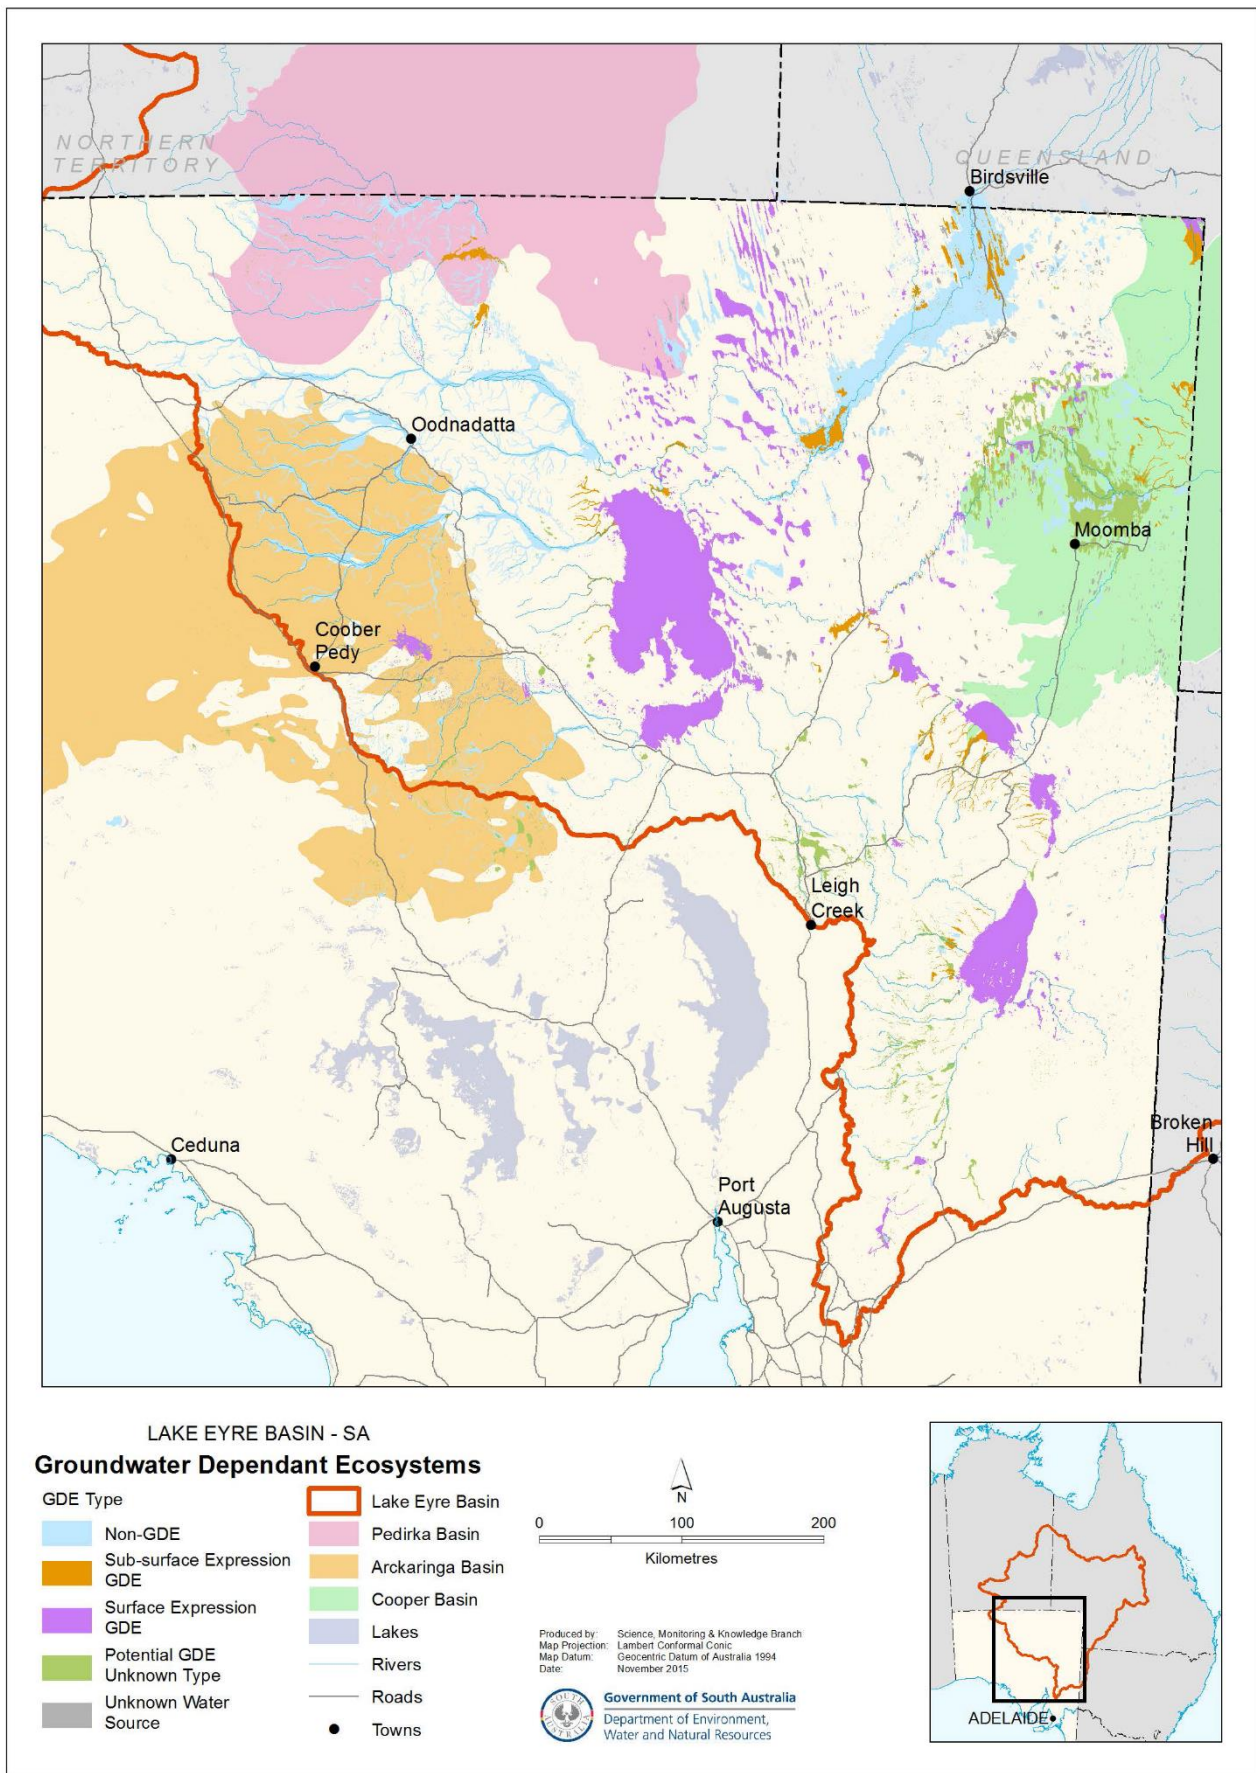 NORTHERN
TERRITORY
QUEENSLAND
Birdsville
Oodnadatta
Moomba
Coober
Pedy
Leigh
Creek
Ceduna
Port
Augusta
Broken
Hill
LAKE EYRE BASIN - SA
Groundwater Dependant Ecosystems
GDE Type
Non-GDE
Sub-surface Expression
GDE
Surface Expression
GDE
Potential GDE
Unknown Type
Unknown Water
Source
Lake Eyre Basin
Pedirka Basin
Arckaringa Basin
Cooper Basin
Lakes
Rivers
Roads
Towns
N
0 100 200
Kilometres
Produced by: Science, Monitoring & Knowledge Branch
Map Projection: Lambert Conformal Conic
Map Datum: Geocentric Datum of Australia 1994
Date: November 2015
SOUTH
AUSTRALIA
Government of South Australia
Department of Environment,
Water and Natural Resources
ADELAIDE